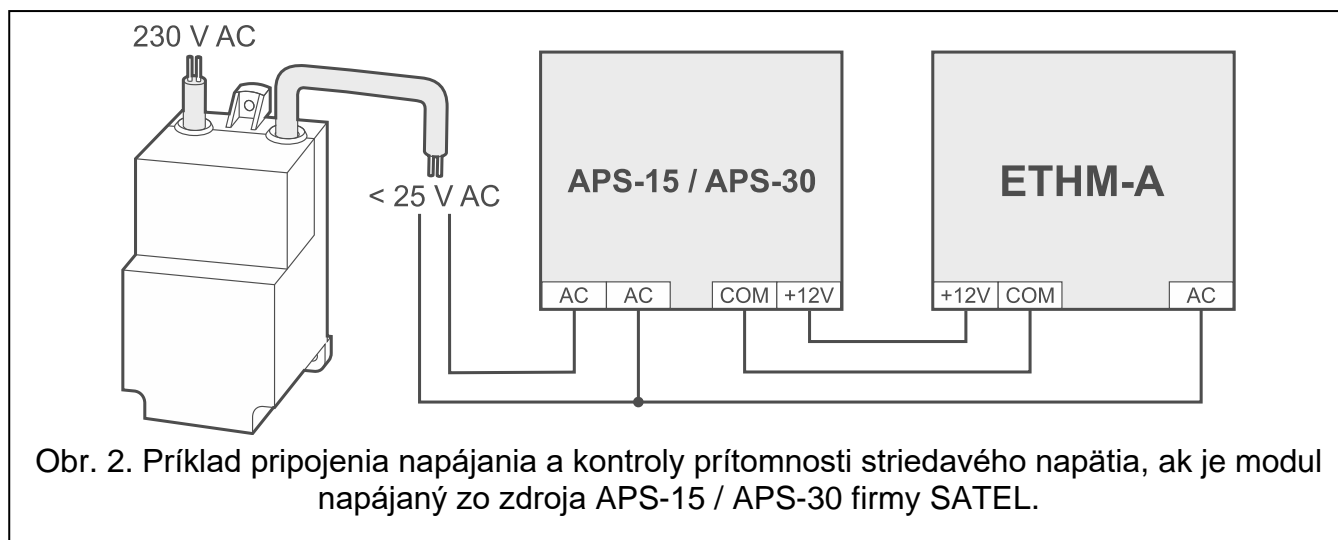 230 V AC
< 25 V AC
APS-15 / APS-30
AC AC COM +12V
ETHM-A
+12V COM AC
Obr. 2. Príklad pripojenia napájania a kontroly prítomnosti striedavého napätia, ak je modul
napájaný zo zdroja APS-15 / APS-30 firmy SATEL.